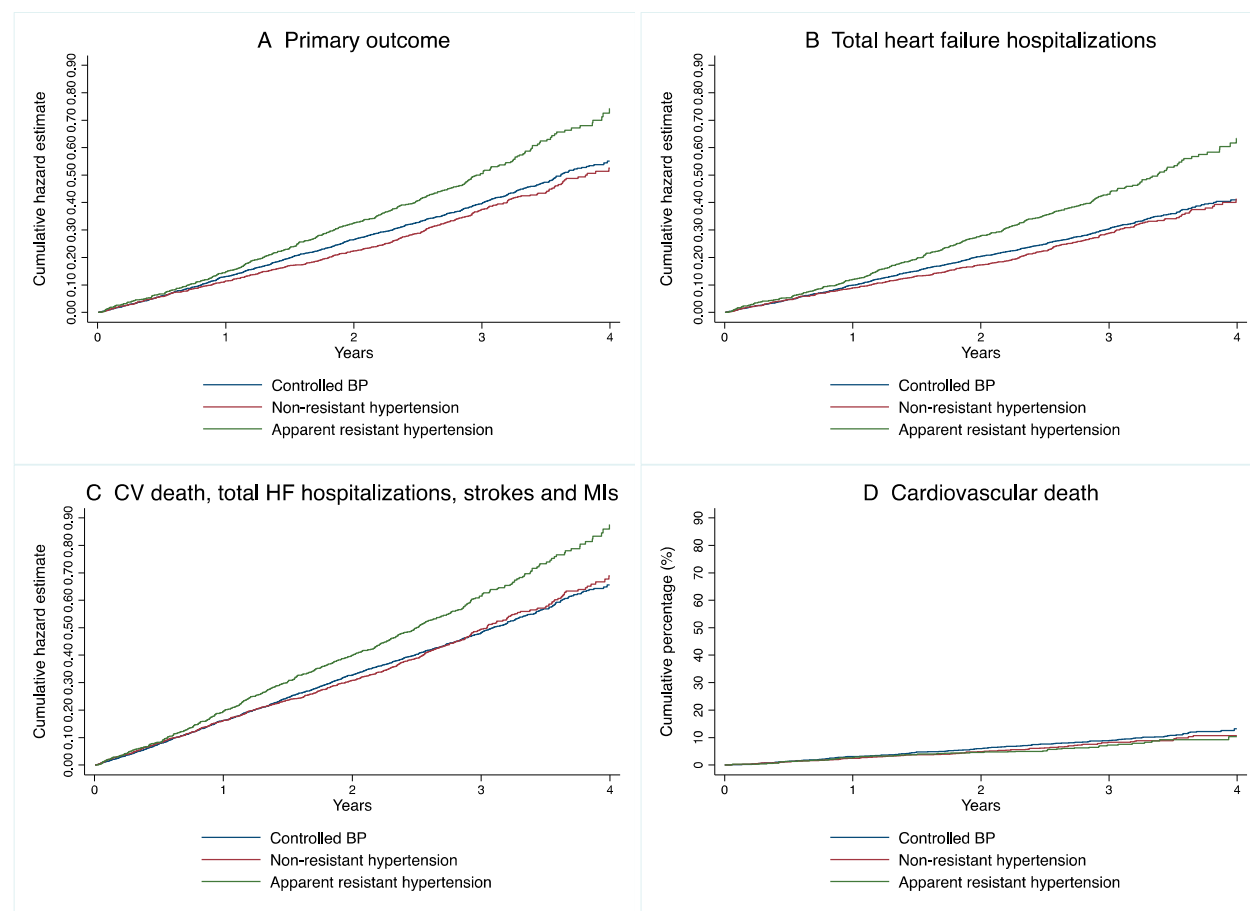 A Primary outcome
Cumulative hazard estimate
0.00 0.10 0.20 0.30 0.40 0.50 0.60 0.70 0.80 0.90
0 1 2 3 4
Years
Controlled BP
Non-resistant hypertension
Apparent resistant hypertension
B Total heart failure hospitalizations
Cumulative hazard estimate
0.00 0.10 0.20 0.30 0.40 0.50 0.60 0.70 0.80 0.90
0 1 2 3 4
Years
Controlled BP
Non-resistant hypertension
Apparent resistant hypertension
C CV death, total HF hospitalizations, strokes and MIs
Cumulative hazard estimate
0.00 0.10 0.20 0.30 0.40 0.50 0.60 0.70 0.80 0.90
0 1 2 3 4
Years
Controlled BP
Non-resistant hypertension
Apparent resistant hypertension
D Cardiovascular death
Cumulative percentage (%)
0 10 20 30 40 50 60 70 80 90
0 1 2 3 4
Years
Controlled BP
Non-resistant hypertension
Apparent resistant hypertension